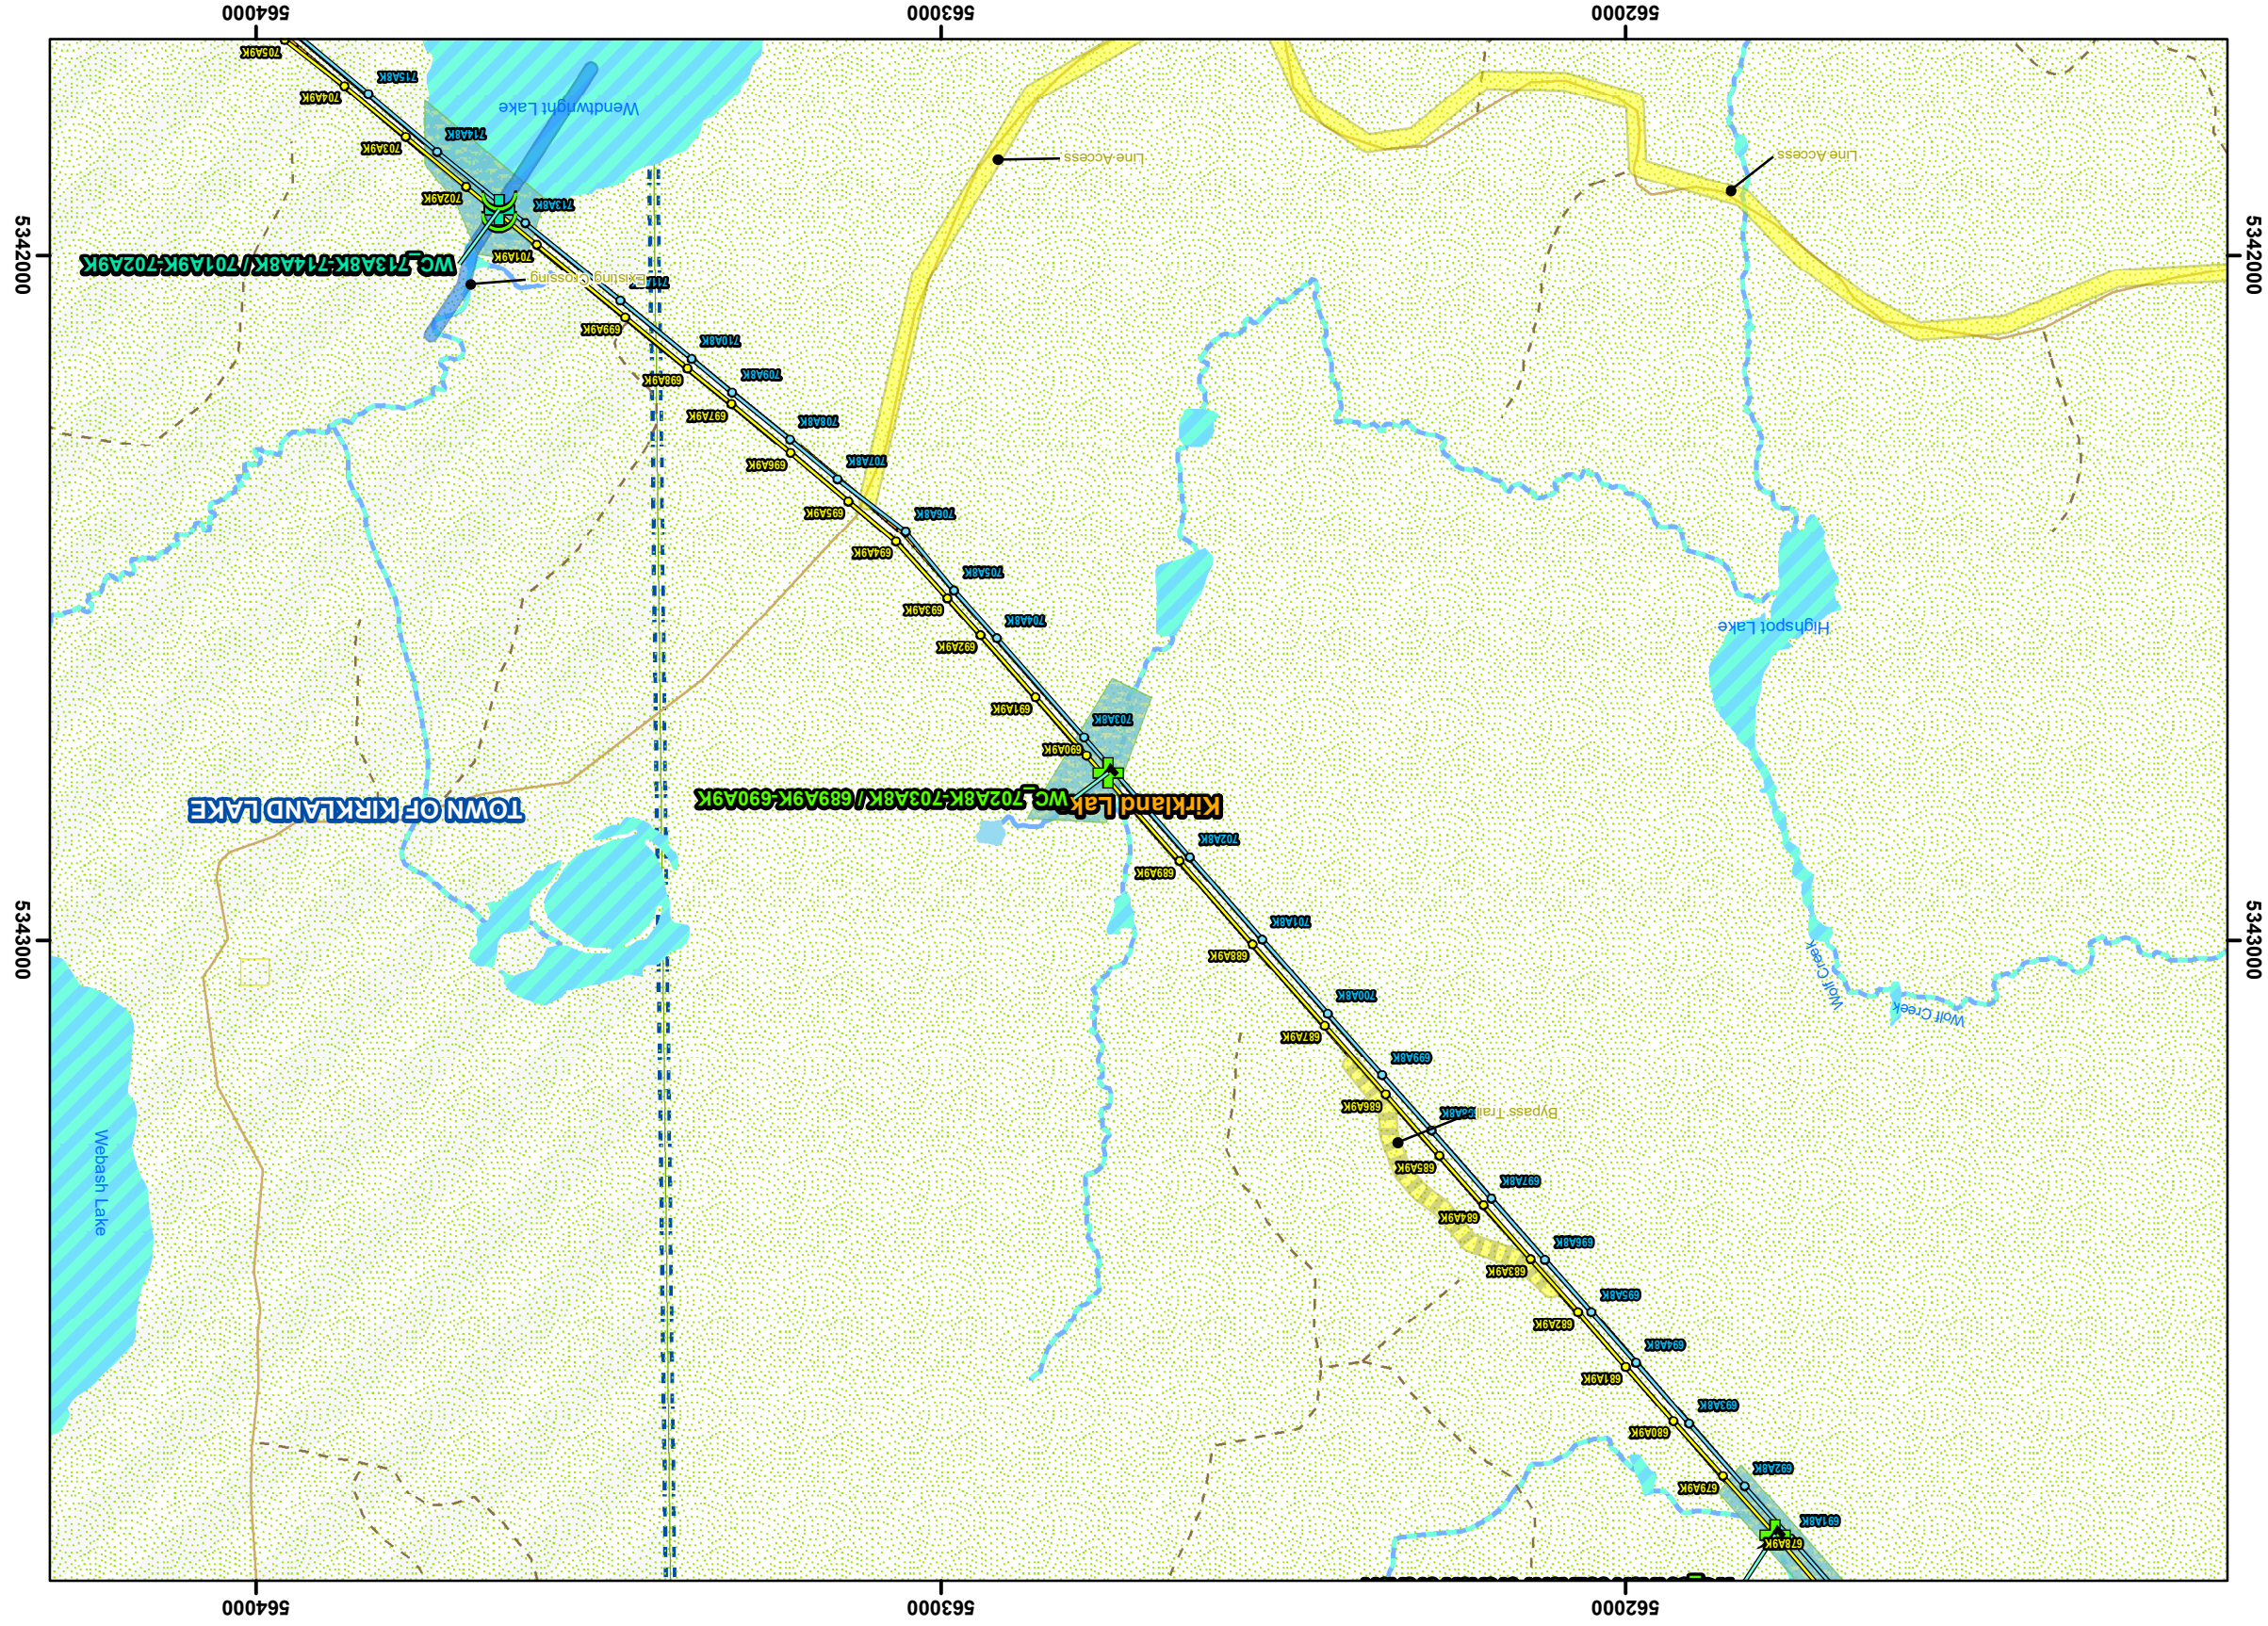 564000
563000
562000
5342000
5342000
5343000
5343000
564000
563000
562000
705A9K
704A9K
703A9K
702A9K
701A9K
699A9K
698A9K
697A9K
696A9K
695A9K
694A9K
693A9K
692A9K
691A9K
690A9K
689A9K
688A9K
687A9K
686A9K
685A9K
684A9K
683A9K
682A9K
681A9K
680A9K
679A9K
678A9K
715A8K
714A8K
713A8K
710A8K
709A8K
708A8K
707A8K
706A8K
705A8K
704A8K
703A8K
702A8K
701A8K
700A8K
699A8K
697A8K
696A8K
695A8K
694A8K
693A8K
692A8K
691A8K
Wendtwright Lake
Line Access
Line Access
Existing Crossing
WC_713A8K-714A8K / 701A9K-702A9K
Highspot Lake
WC_702A8K-703A8K / 689A9K-690A9K
Kirkland
TOWN OF KIRKLAND LAKE
Wolf Creek
Wolf Creek
Webash Lake
Bypass Trail